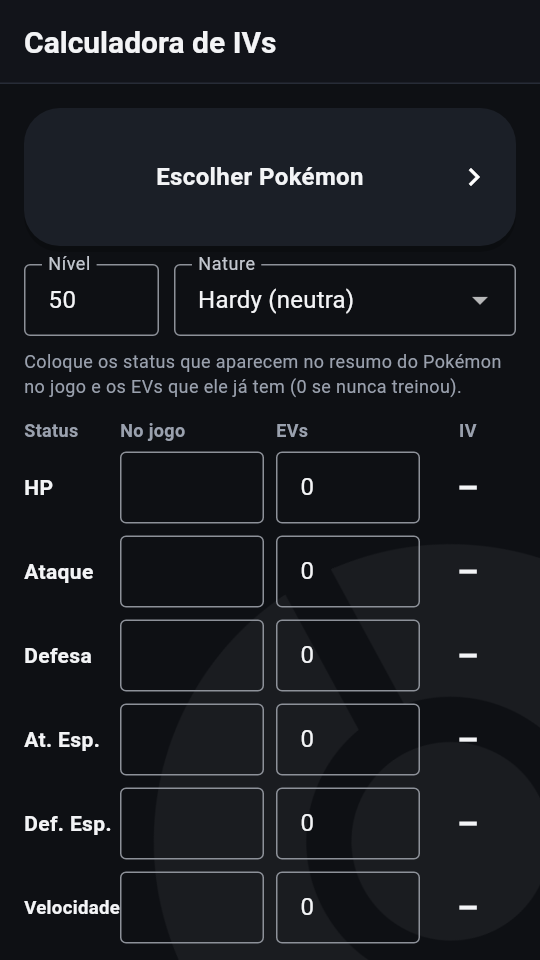 Calculadora de IVs
Escolher Pokémon
Nível
Nature
50
Hardy (neutra)
Coloque os status que aparecem no resumo do Pokémon
no jogo e os EVs que ele já tem (0 se nunca treinou).
Status No jogo EVs IV
HP 0 –
Ataque 0 –
Defesa 0 –
At. Esp. 0 –
Def. Esp. 0 –
Velocidade 0 –